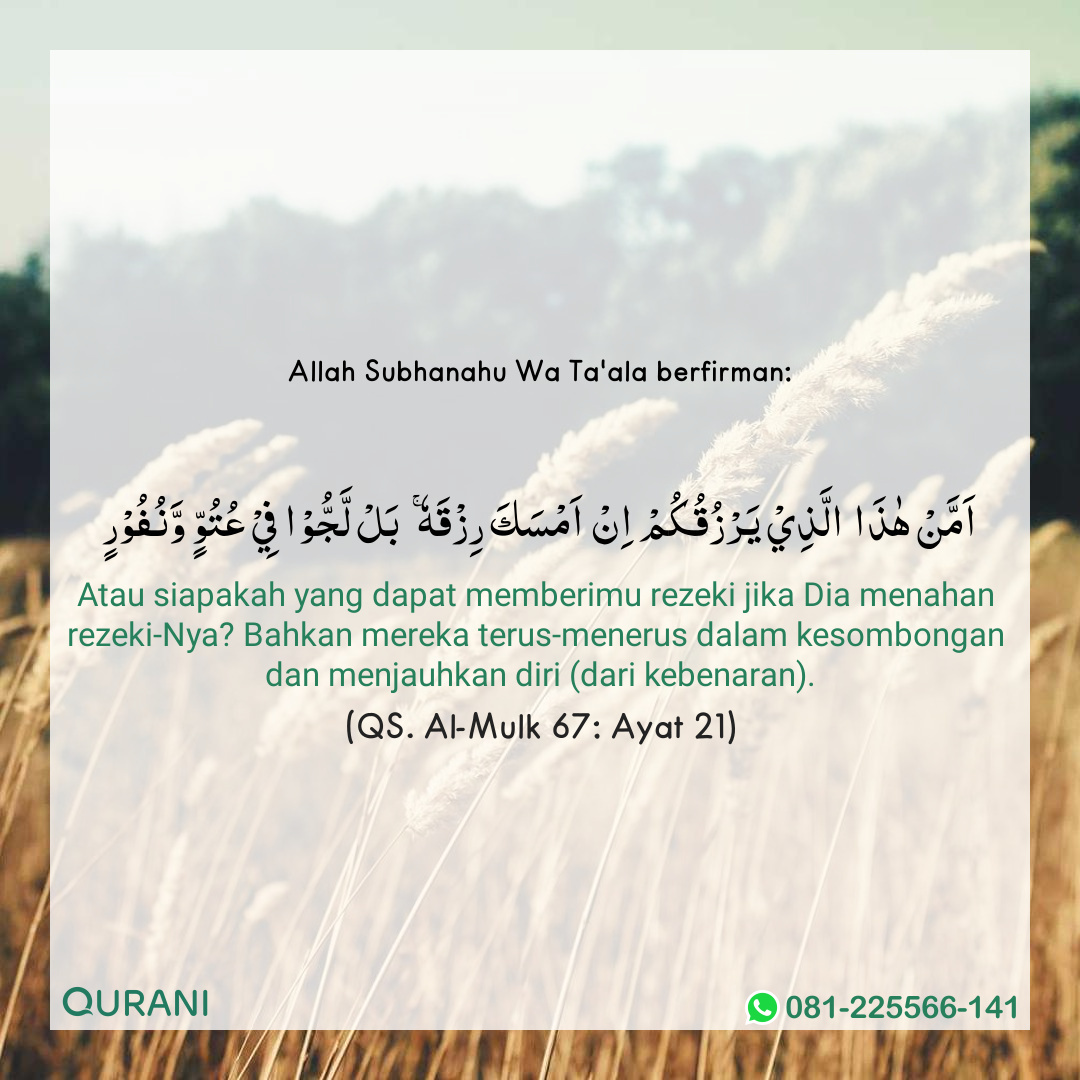 Allah Subhanahu Wa Ta'ala berfirman:
اَمَّنْ هٰذَا الَّذِيْ يَرْزُقُكُمْ اِنْ اَمْسَكَ رِزْقَهٗ ۚ بَلْ لَّجُّوْا فِيْ عُتُوٍّ وَّنُفُوْرٍ
Atau siapakah yang dapat memberimu rezeki jika Dia menahan
rezeki-Nya? Bahkan mereka terus-menerus dalam kesombongan
dan menjauhkan diri (dari kebenaran).
(QS. Al-Mulk 67: Ayat 21)
QURANI
081-225566-141